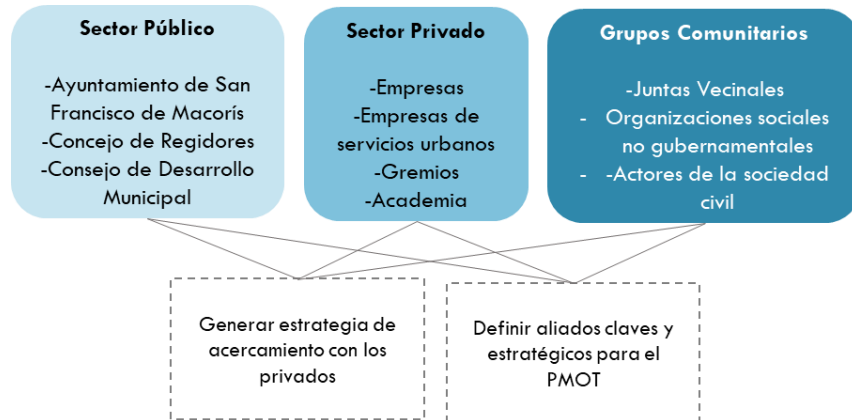 Sector Público
-Ayuntamiento de San
Francisco de Macorís
-Concejo de Regidores
-Consejo de Desarrollo
Municipal
Sector Privado
-Empresas
-Empresas de
servicios urbanos
-Gremios
-Academia
Grupos Comunitarios
-Juntas Vecinales
- Organizaciones sociales
no gubernamentales
- -Actores de la sociedad
civil
Generar estrategia de
acercamiento con los
privados
Definir aliados claves y
estratégicos para el
PMOT